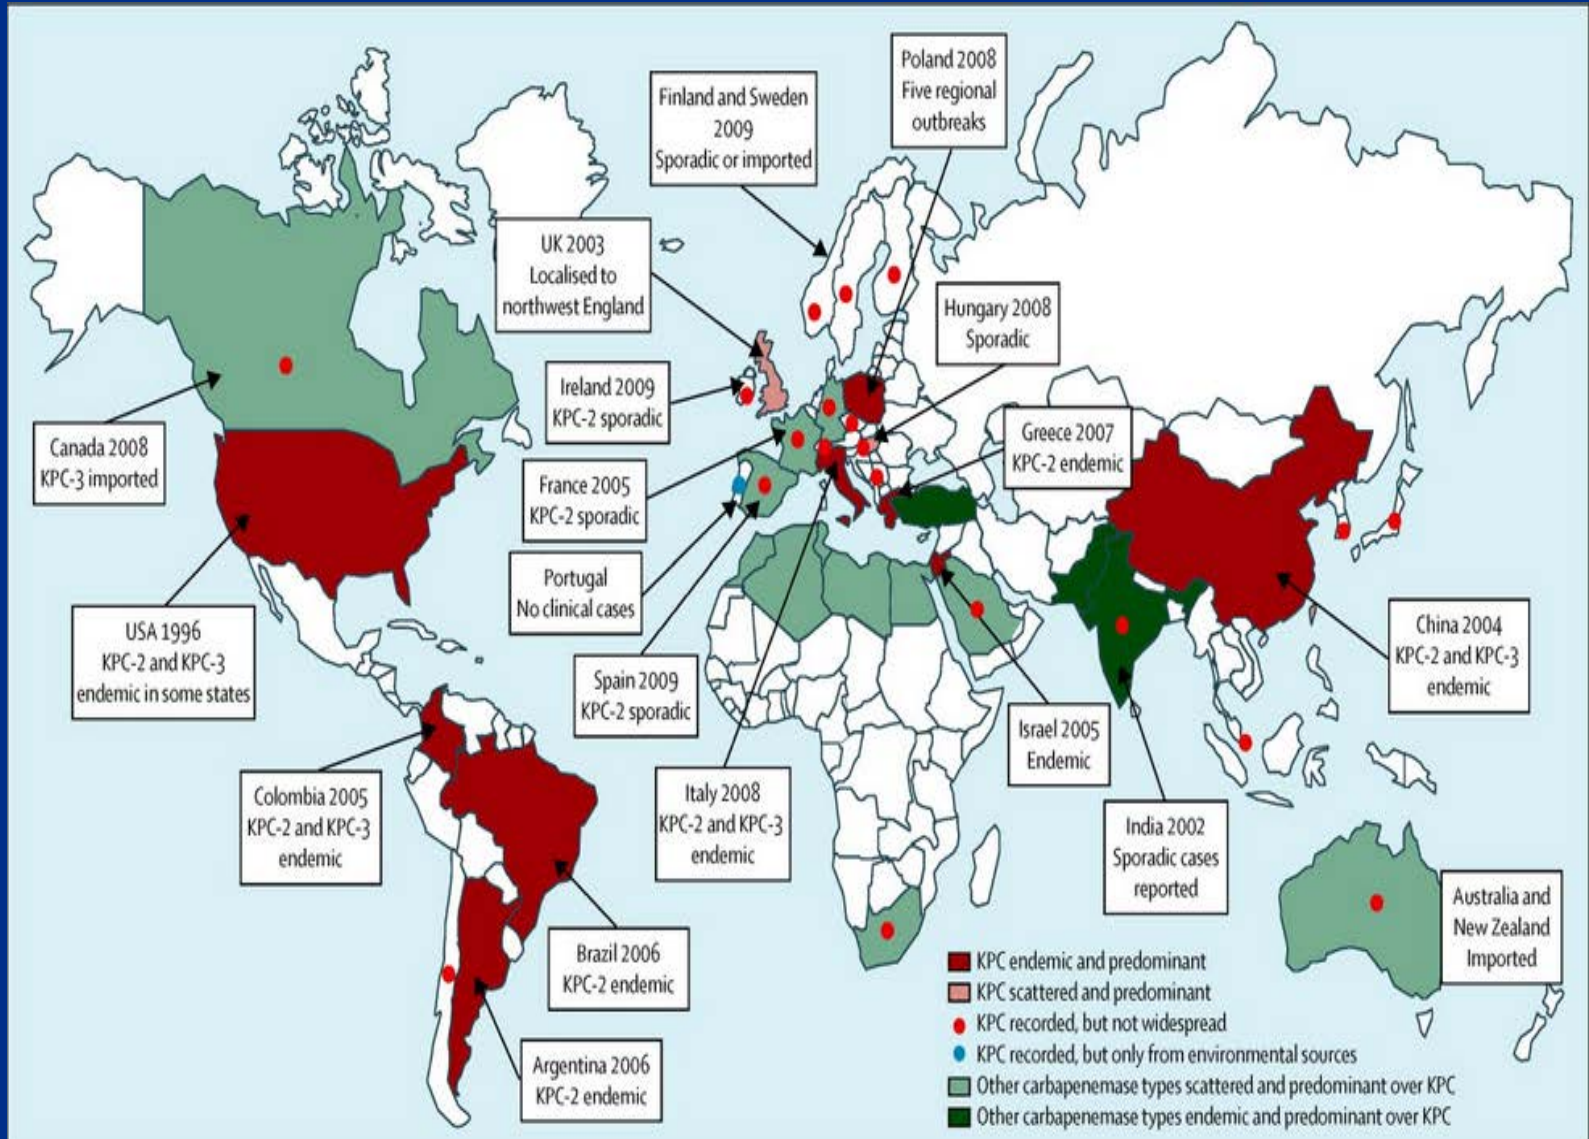 Poland 2008
Five regional
outbreaks
Finland and Sweden
2009
Sporadic or imported
UK 2003
Localised to
northwest England
Hungary 2008
Sporadic
Ireland 2009
KPC-2 sporadic
Canada 2008
KPC-3 imported
Greece 2007
KPC-2 endemic
France 2005
KPC-2 sporadic
Portugal
No clinical cases
USA 1996
KPC-2 and KPC-3
endemic in some states
Spain 2009
KPC-2 sporadic
China 2004
KPC-2 and KPC-3
endemic
Israel 2005
Endemic
Colombia 2005
KPC-2 and KPC-3
endemic
Italy 2008
KPC-2 and KPC-3
endemic
India 2002
Sporadic cases
reported
Australia and
New Zealand
Imported
Brazil 2006
KPC-2 endemic
Argentina 2006
KPC-2 endemic
KPC endemic and predominant
KPC scattered and predominant
KPC recorded, but not widespread
KPC recorded, but only from environmental sources
Other carbapenemase types scattered and predominant over KPC
Other carbapenemase types endemic and predominant over KPC